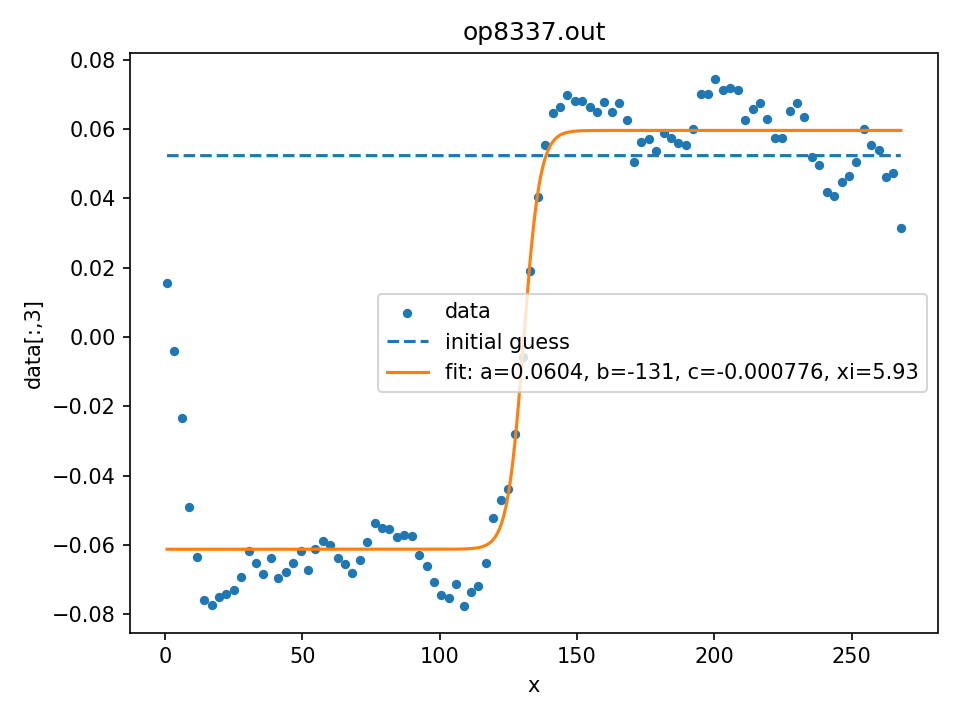 op8337.out
0.08
0.06
0.04
0.02
0.00
−0.02
−0.04
−0.06
−0.08
data[:,3]
data
initial guess
fit: a=0.0604, b=-131, c=-0.000776, xi=5.93
0 50 100 150 200 250
x